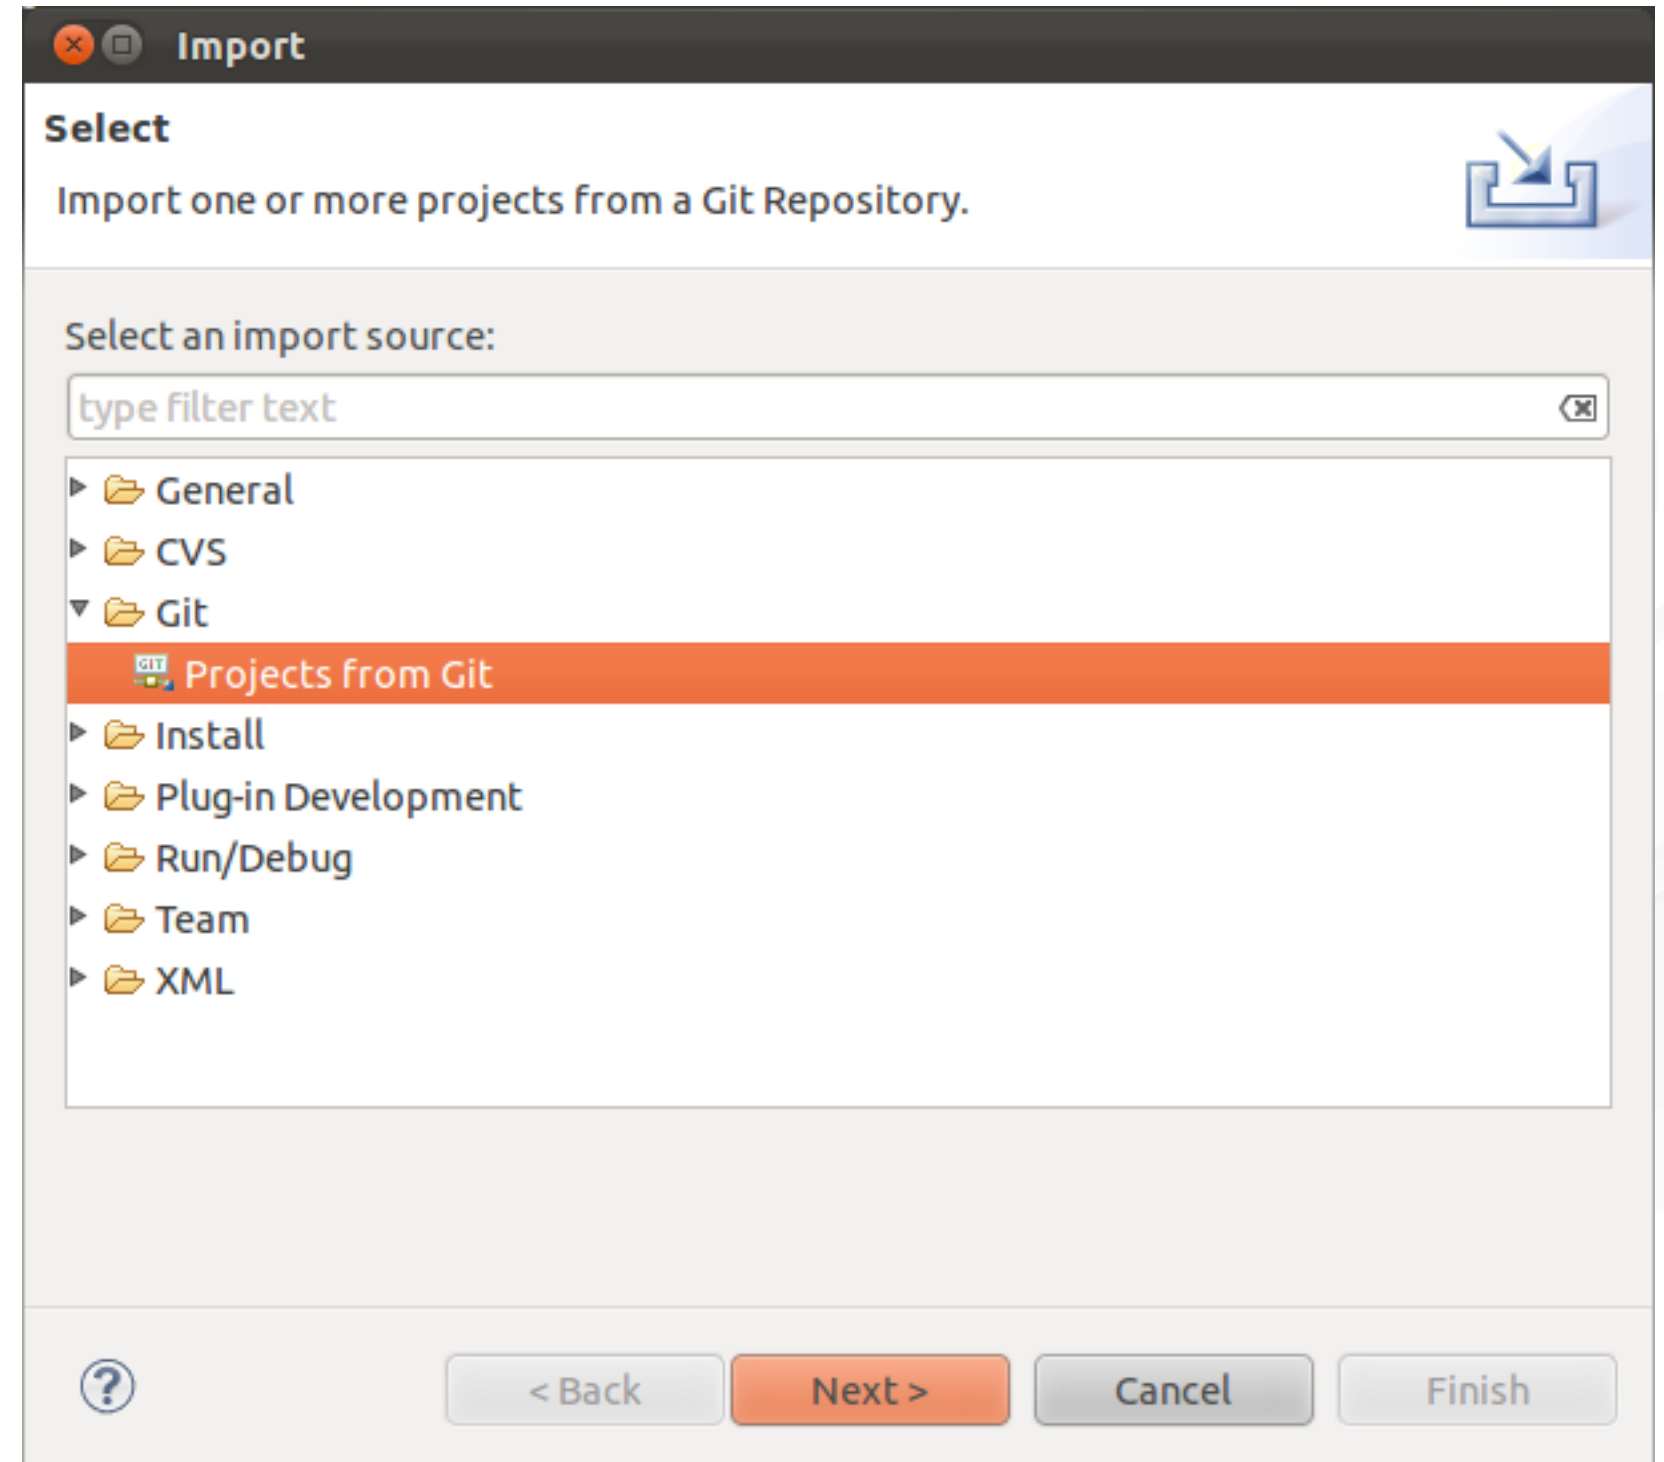 Import
Select
Import one or more projects from a Git Repository.
Select an import source:
type filter text
General
CVS
Git
GIT
Projects from Git
Install
Plug-in Development
Run/Debug
Team
XML
?
< Back
Next >
Cancel
Finish